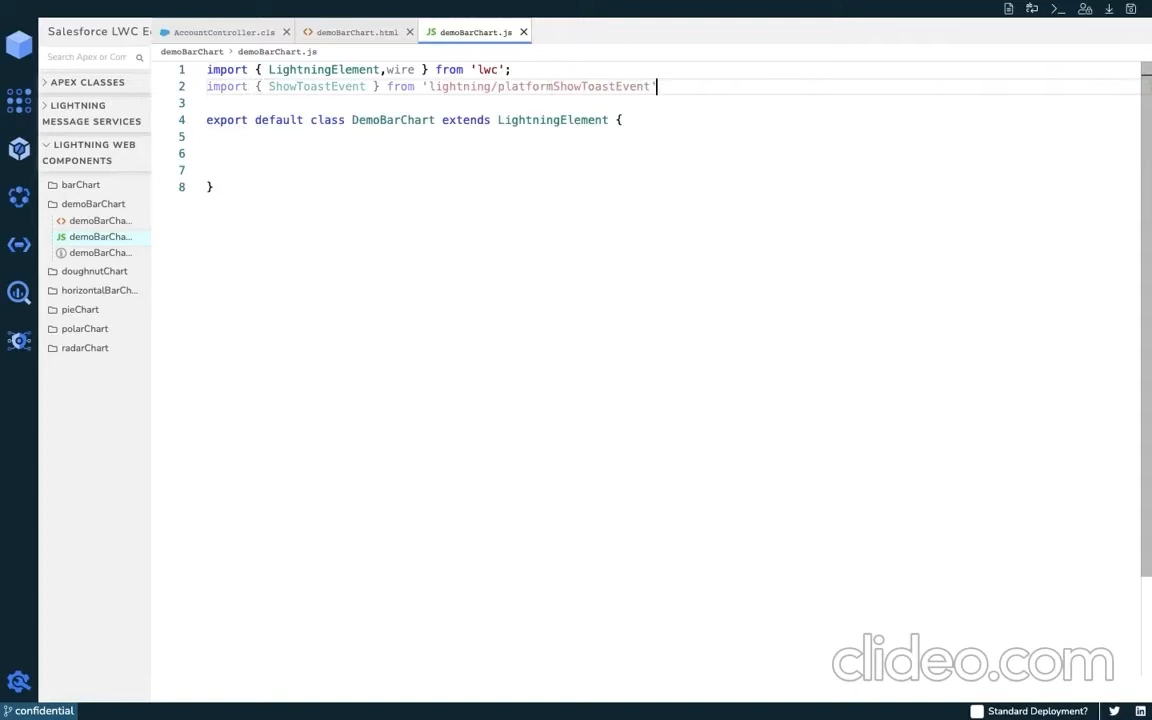 Salesforce LWC E
AccountController.cls
demoBarChart.html
demoBarChart.js
Search Apex or Com
demoBarChart > demoBarChart.js
1 import { LightningElement,wire } from 'lwc';
2 import { ShowToastEvent } from 'lightning/platformShowToastEvent'
3
4 export default class DemoBarChart extends LightningElement {
5
6
7
8 }
APEX CLASSES
LIGHTNING
MESSAGE SERVICES
LIGHTNING WEB
COMPONENTS
barChart
demoBarChart
<> demoBarCha...
JS demoBarCha...
demoBarCha...
doughnutChart
horizontalBarCh...
pieChart
polarChart
radarChart
clideo.com
confidential
Standard Deployment?